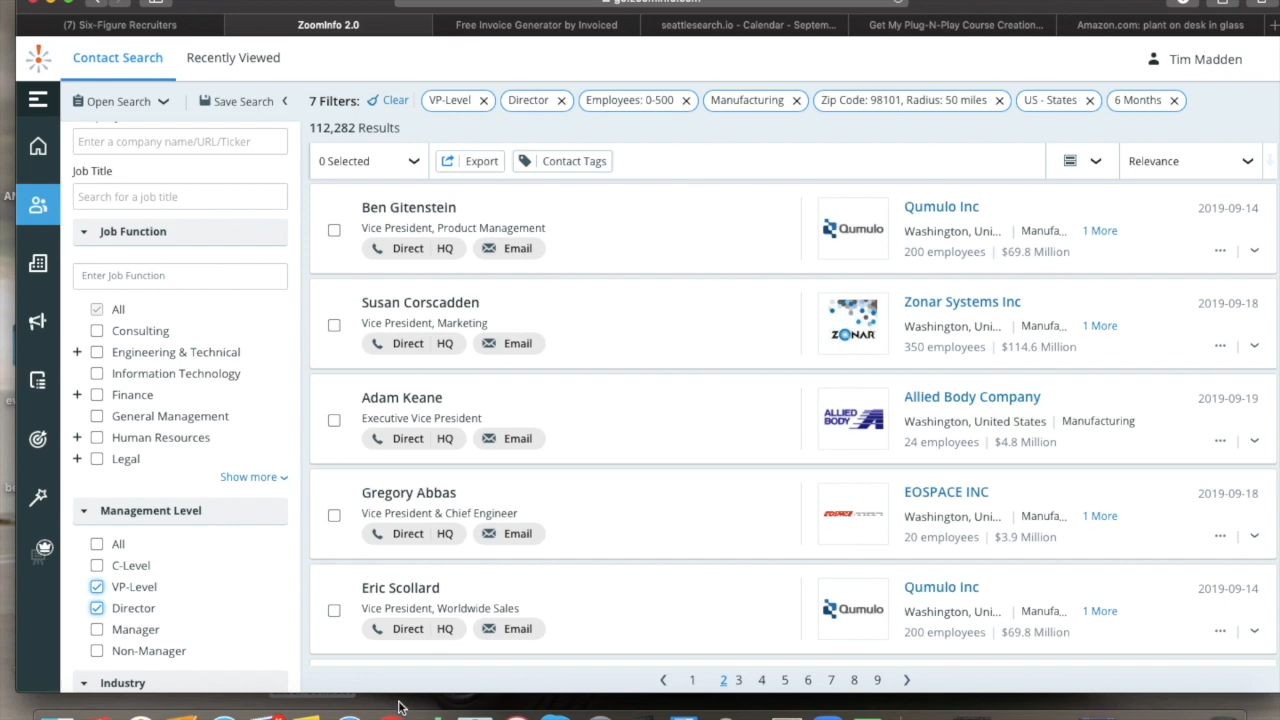 (7) Six-Figure Recruiters
ZoomInfo 2.0
Free Invoice Generator by Invoiced
seattlesearch.io - Calendar - Septem...
Get My Plug-N-Play Course Creation...
Amazon.com: plant on desk in glass
Contact Search
Recently Viewed
Tim Madden
Open Search
Save Search
7 Filters:
Clear
VP-Level
Director
Employees: 0-500
Manufacturing
Zip Code: 98101, Radius: 50 miles
US - States
6 Months
112,282 Results
Enter a company name/URL/Ticker
Job Title
Search for a job title
Job Function
Enter Job Function
All
Consulting
Engineering & Technical
Information Technology
Finance
General Management
Human Resources
Legal
Show more
Management Level
All
C-Level
VP-Level
Director
Manager
Non-Manager
Industry
0 Selected
Export
Contact Tags
Relevance
Ben Gitenstein
Vice President, Product Management
Direct HQ Email
Qumulo
Qumulo Inc
Washington, Uni... | Manufa... 1 More
200 employees | $69.8 Million
2019-09-14
Susan Corscadden
Vice President, Marketing
Direct HQ Email
ZONAR
Zonar Systems Inc
Washington, Uni... | Manufa... 1 More
350 employees | $114.6 Million
2019-09-18
Adam Keane
Executive Vice President
Direct HQ Email
ALLIED
BODY
Allied Body Company
Washington, United States | Manufacturing
24 employees | $4.8 Million
2019-09-19
Gregory Abbas
Vice President & Chief Engineer
Direct HQ Email
EOSPACE
EOSPACE INC
Washington, Uni... | Manufa... 1 More
20 employees | $3.9 Million
2019-09-18
Eric Scollard
Vice President, Worldwide Sales
Direct HQ Email
Qumulo
Qumulo Inc
Washington, Uni... | Manufa... 1 More
200 employees | $69.8 Million
2019-09-14
1 2 3 4 5 6 7 8 9